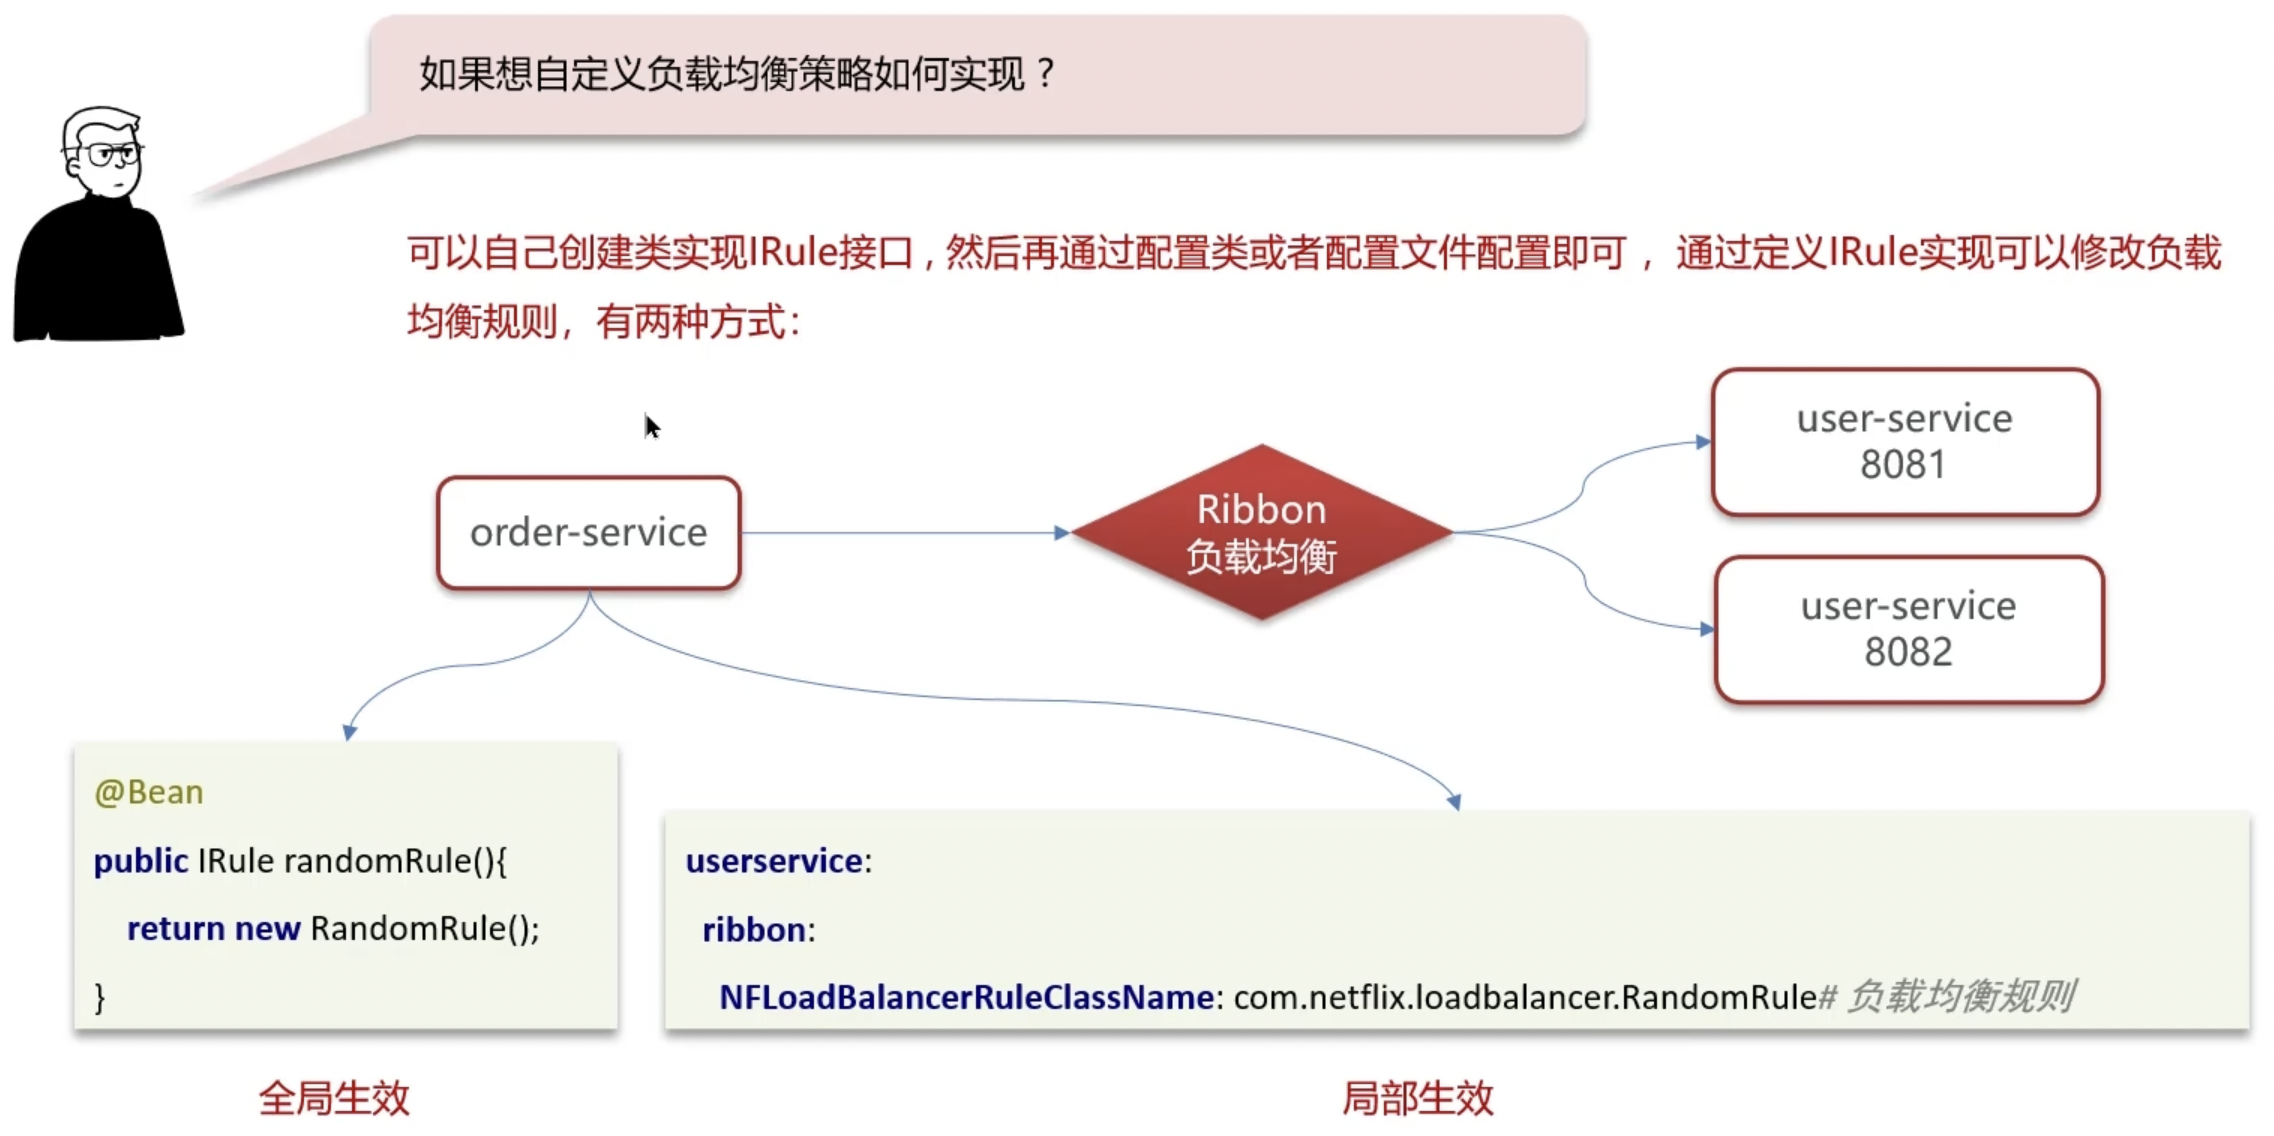 如果想自定义负载均衡策略如何实现？
可以自己创建类实现IRule接口 , 然后再通过配置类或者配置文件配置即可 ，通过定义IRule实现可以修改负载
均衡规则，有两种方式：
order-service
Ribbon
负载均衡
user-service
8081
user-service
8082
@Bean
public IRule randomRule(){
return new RandomRule();
}
全局生效
userservice:
ribbon:
NFLoadBalancerRuleClassName: com.netflix.loadbalancer.RandomRule# 负载均衡规则
局部生效